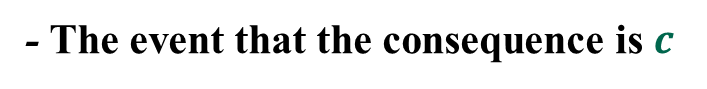 - The event that the consequence is c